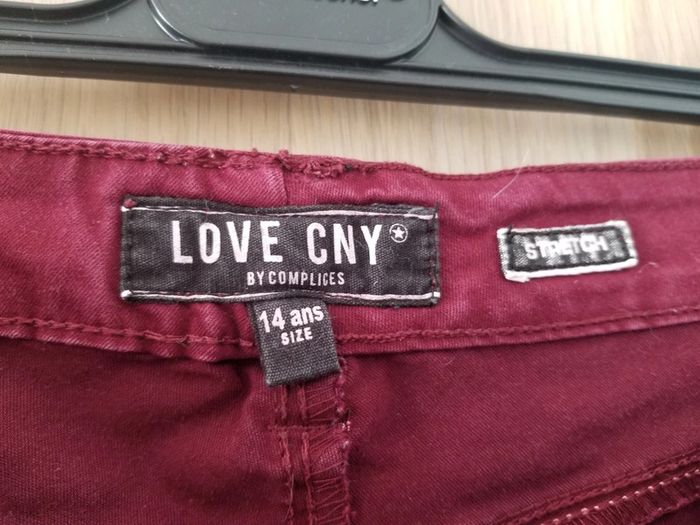 LOVE CNY
BY COMPLICES
STRETCH
14 ans
SIZE